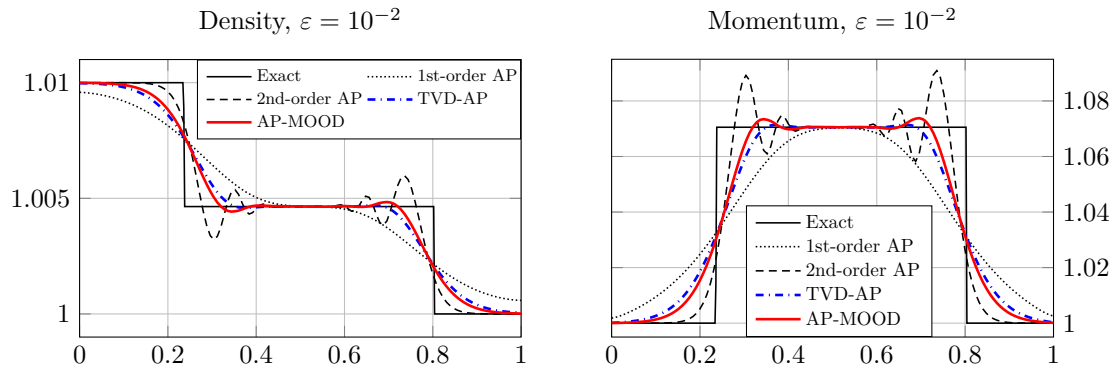 Density, ε = 10⁻²
1.01
1.005
1
0 0.2 0.4 0.6 0.8 1
Exact 1st-order AP
2nd-order AP TVD-AP
AP-MOOD
Momentum, ε = 10⁻²
1.08
1.06
1.04
1.02
1
0 0.2 0.4 0.6 0.8 1
Exact
1st-order AP
2nd-order AP
TVD-AP
AP-MOOD